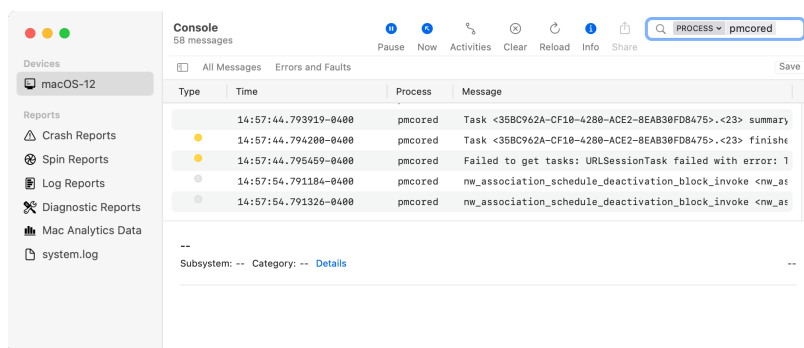 Console
58 messages
Pause Now Activities Clear Reload Info Share
PROCESS pmcored
Devices
macOS-12
Reports
Crash Reports
Spin Reports
Log Reports
Diagnostic Reports
Mac Analytics Data
system.log
All Messages Errors and Faults Save
Type Time Process Message
14:57:44.793919-0400 pmcored Task <35BC962A-CF10-4280-ACE2-8EAB30FD8475>.<23> summary
14:57:44.794200-0400 pmcored Task <35BC962A-CF10-4280-ACE2-8EAB30FD8475>.<23> finishe
14:57:44.795459-0400 pmcored Failed to get tasks: URLSessionTask failed with error: T
14:57:54.791184-0400 pmcored nw_association_schedule_deactivation_block_invoke <nw_as
14:57:54.791326-0400 pmcored nw_association_schedule_deactivation_block_invoke <nw_as
--
Subsystem: -- Category: -- Details --